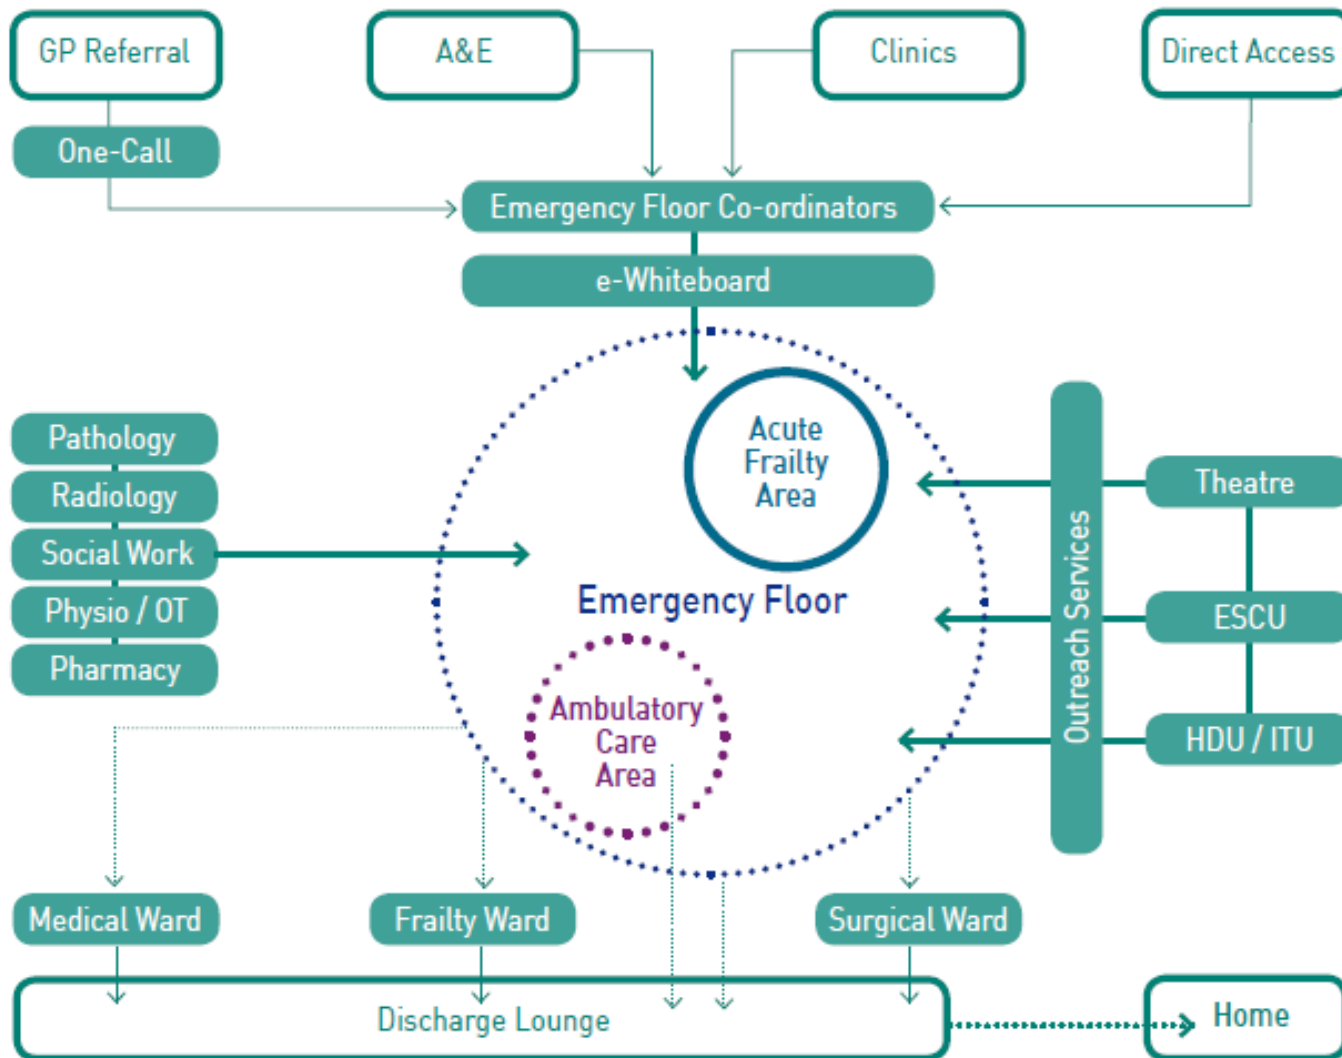 GP Referral
A&E
Clinics
Direct Access
One-Call
Emergency Floor Co-ordinators
e-Whiteboard
Pathology
Radiology
Social Work
Physio / OT
Pharmacy
Acute
Frailty
Area
Emergency Floor
Ambulatory
Care
Area
Outreach Services
Theatre
ESCU
HDU / ITU
Medical Ward
Frailty Ward
Surgical Ward
Discharge Lounge
Home